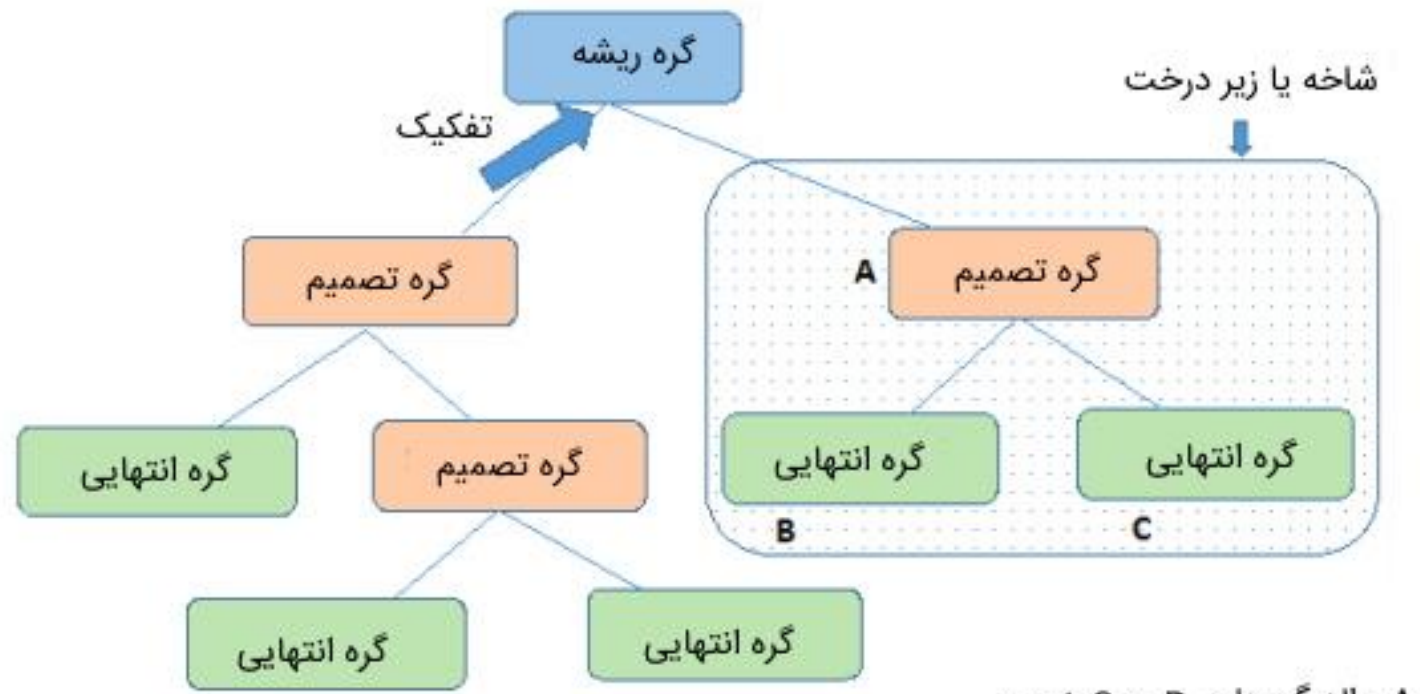 گره ریشه
شاخه یا زیر درخت
تفکیک
گره تصمیم
A گره تصمیم
گره انتهایی
گره تصمیم
گره انتهایی
گره انتهایی
B
C
گره انتهایی
گره انتهایی